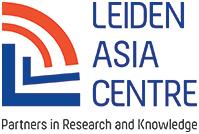 LEIDEN
ASIA
CENTRE
Partners in Research and Knowledge